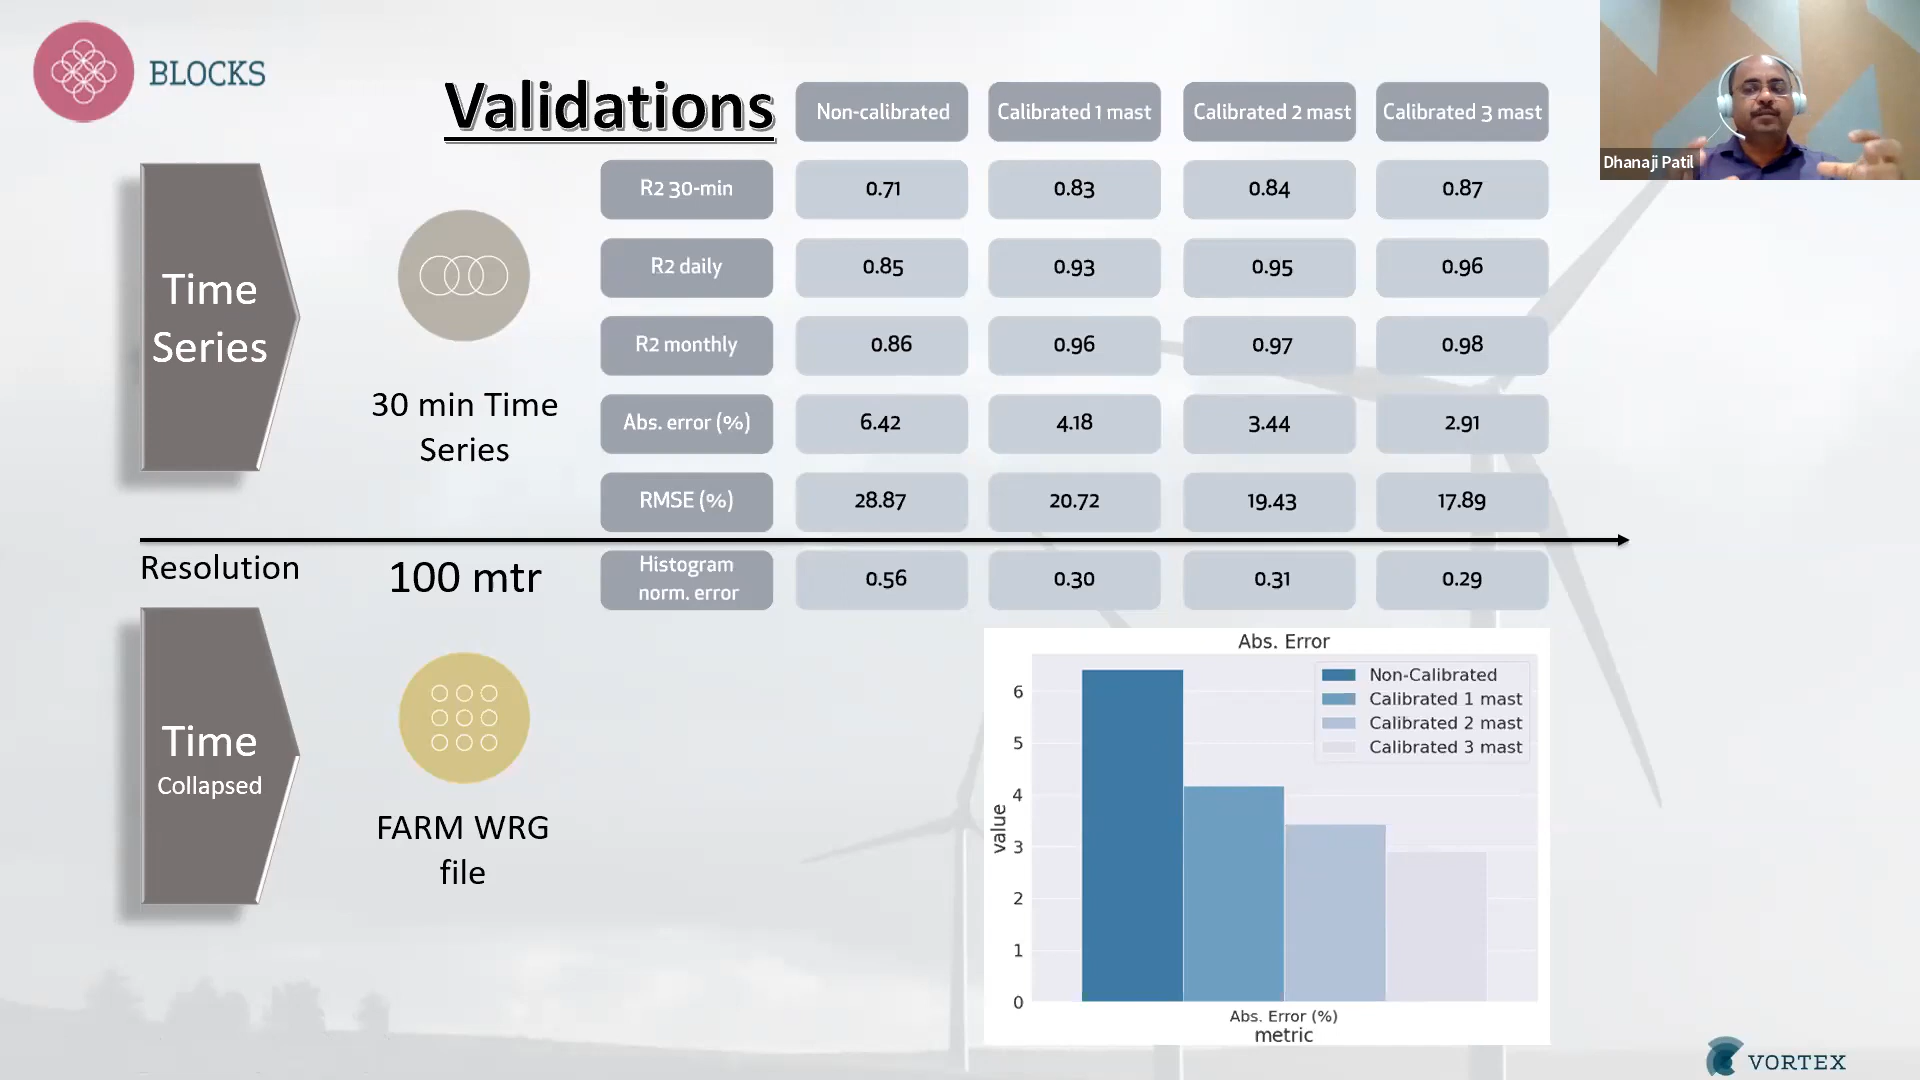 BLOCKS
Validations
Non-calibrated
Calibrated 1 mast
Calibrated 2 mast
Calibrated 3 mast
Dhanaji Patil
R2 30-min
0.71
0.83
0.84
0.87
R2 daily
0.85
0.93
0.95
0.96
R2 monthly
0.86
0.96
0.97
0.98
Abs. error (%)
6.42
4.18
3.44
2.91
RMSE (%)
28.87
20.72
19.43
17.89
Histogram
norm. error
0.56
0.30
0.31
0.29
Time
Series
30 min Time
Series
Resolution
100 mtr
Time
Collapsed
FARM WRG
file
Abs. Error
Non-Calibrated
Calibrated 1 mast
Calibrated 2 mast
Calibrated 3 mast
6
5
4
3
2
1
0
value
Abs. Error (%)
metric
VORTEX